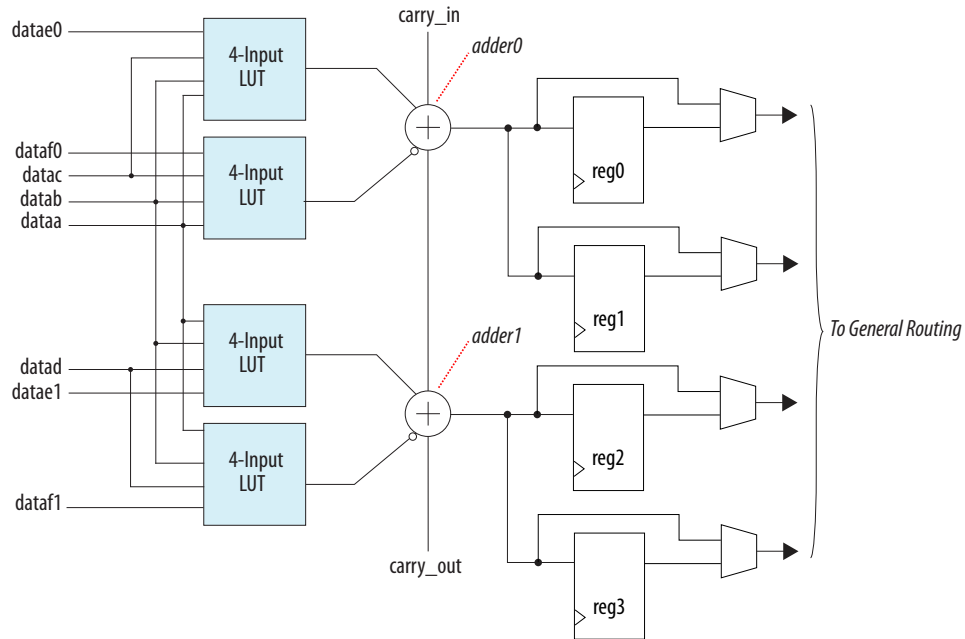 carry_in
datae0
adder0
4-Input
LUT
dataf0
datac
datab
dataa
4-Input
LUT
reg0
reg1
To General Routing
adder1
4-Input
LUT
datad
datae1
reg2
4-Input
LUT
dataf1
carry_out
reg3